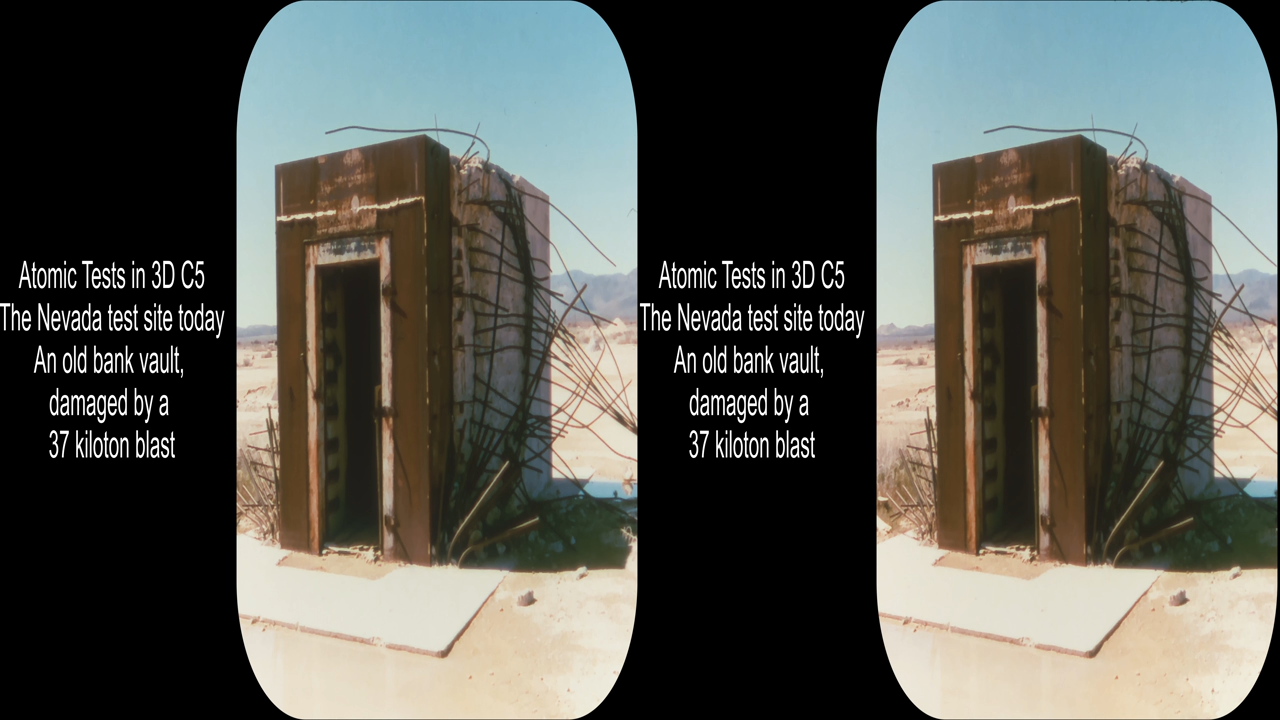 Atomic Tests in 3D C5
The Nevada test site today
An old bank vault,
damaged by a
37 kiloton blast
Atomic Tests in 3D C5
The Nevada test site today
An old bank vault,
damaged by a
37 kiloton blast